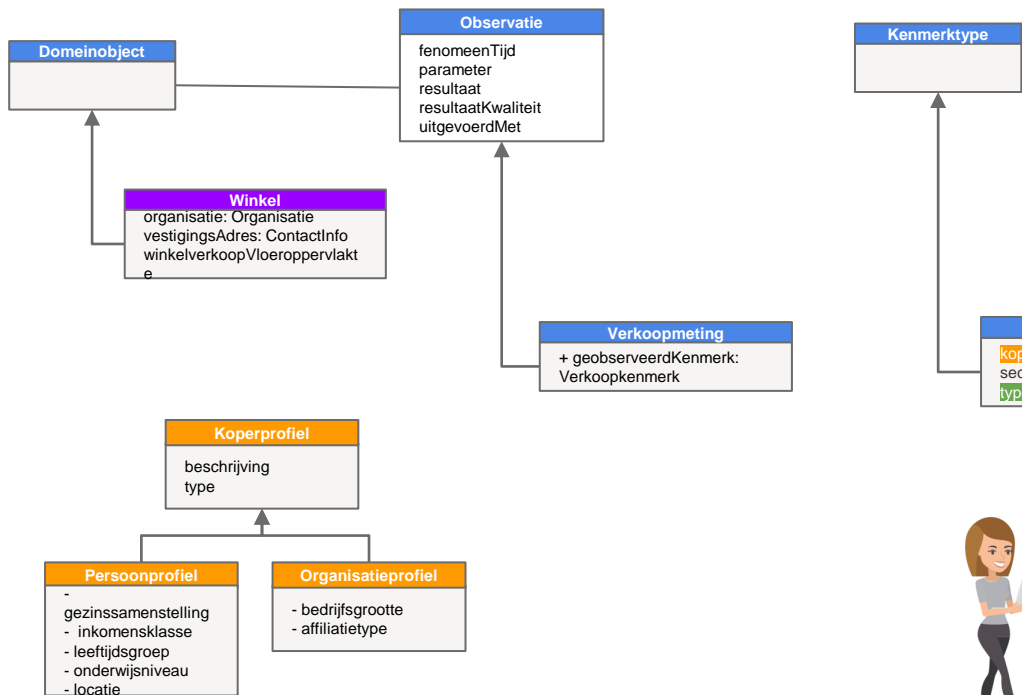 Observatie
fenomeenTijd
parameter
resultaat
resultaatKwaliteit
uitgevoerdMet
Domeinobject
Kenmerktype
Winkel
organisatie: Organisatie
vestigingsAdres: ContactInfo
winkelverkoopVloeroppervlakt
e
Verkoopmeting
+ geobserveerdKenmerk:
Verkoopkenmerk
Koperprofiel
beschrijving
type
Persoonprofiel
-
gezinssamenstelling
- inkomensklasse
- leeftijdsgroep
- onderwijsniveau
- locatie
Organisatieprofiel
- bedrijfsgrootte
- affiliatietype